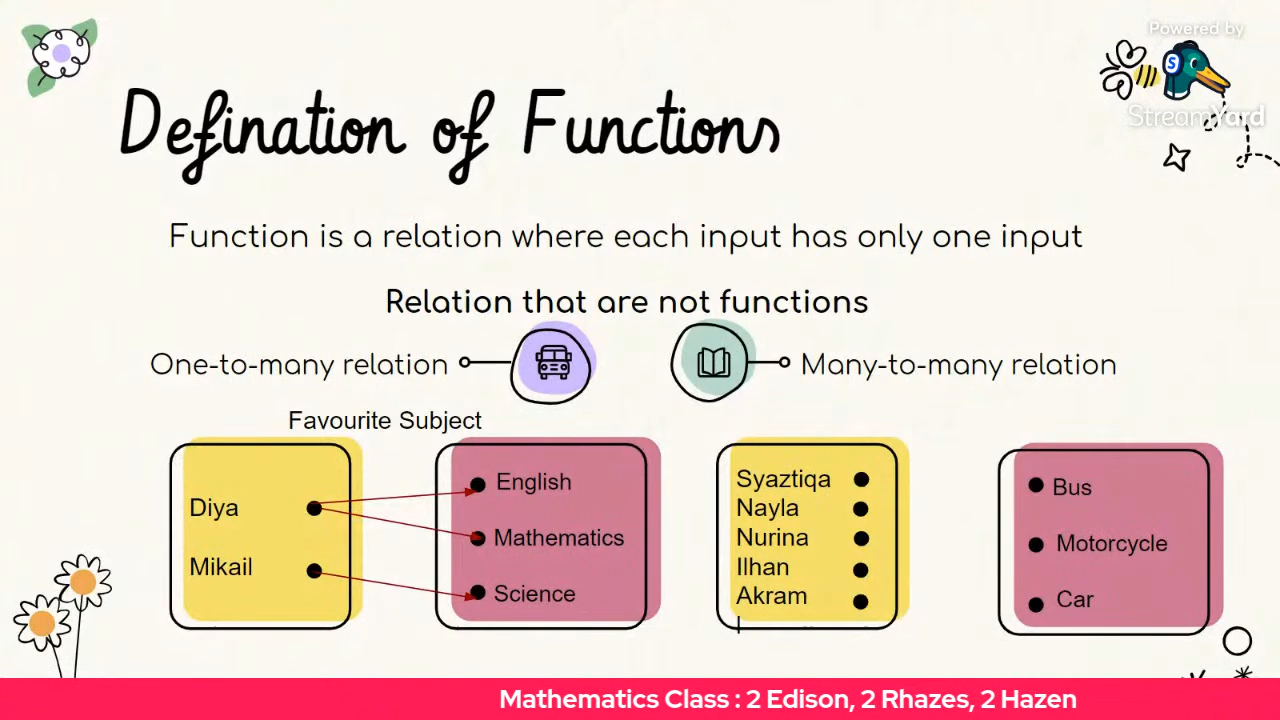 Powered by
StreamYard
Defination of Functions
Function is a relation where each input has only one input
Relation that are not functions
One-to-many relation
Many-to-many relation
Favourite Subject
Diya
Mikail
English
Mathematics
Science
Syaztiqa
Nayla
Nurina
Ilhan
Akram
Bus
Motorcycle
Car
Mathematics Class : 2 Edison, 2 Rhazes, 2 Hazen